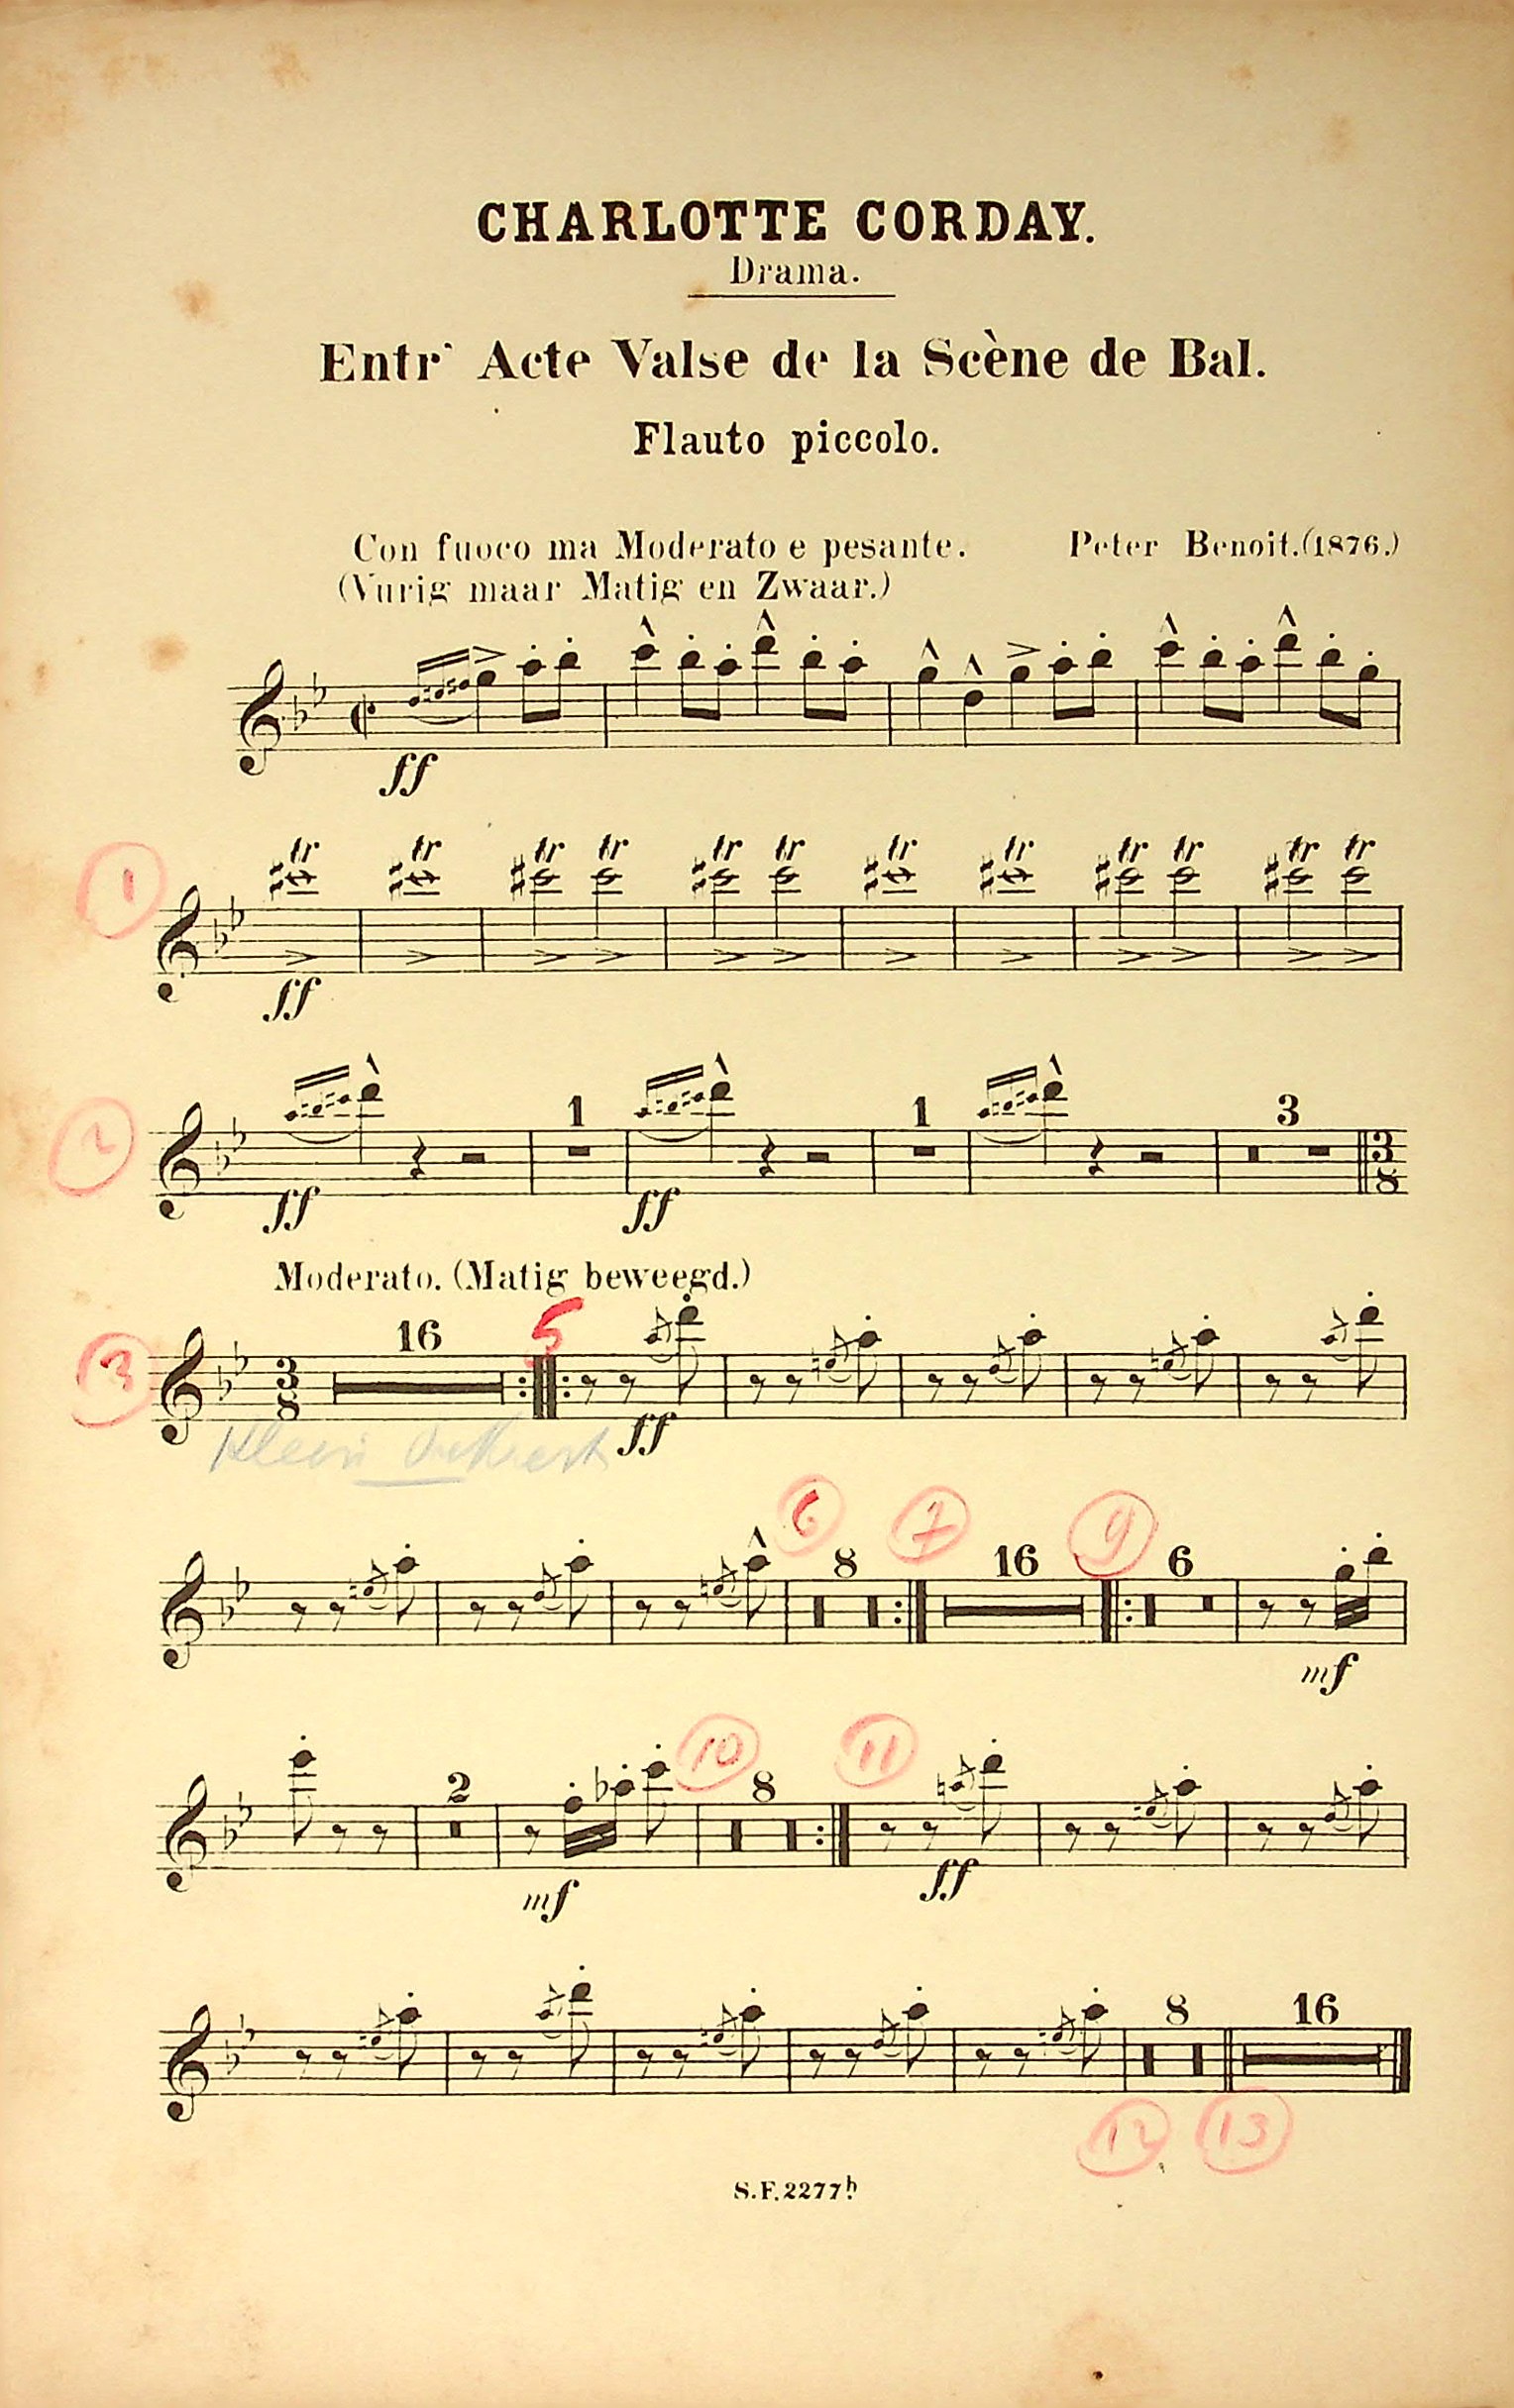 CHARLOTTE CORDAY.
Drama.
Entr' Acte Valse de la Scène de Bal.
Flauto piccolo.
Con fuoco ma Moderato e pesante. Peter Benoit.(1876.)
(Vurig maar Matig en Zwaar.)
ff
tr tr tr tr tr tr tr tr tr tr tr tr
1
ff
1 1 3
2
3
8
ff ff
Moderato. (Matig beweegd.)
16 5
3
3
8
ff
Klein Orkest
6 7 9
8 16 6
mf
10 11
2 8
mf ff
8 16
12 13
S.F.2277b